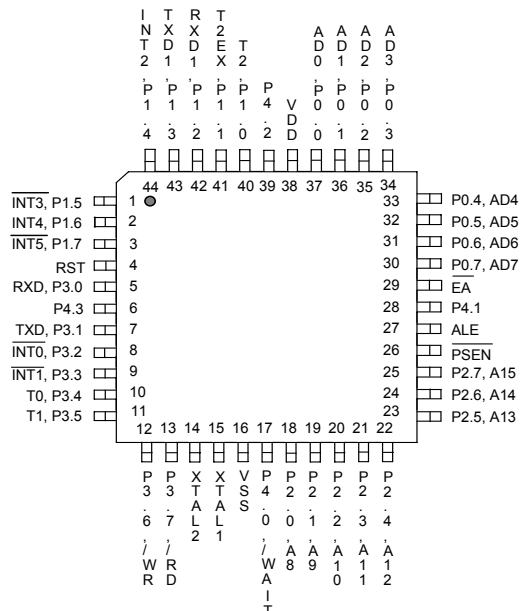 INT2,P1.4
TXD1,P1.3
RXD1,P1.2
T2EX,P1.1
T2,P1.0
P4.2
VDD
AD0,P0.0
AD1,P0.1
AD2,P0.2
AD3,P0.3
44 43 42 41 40 39 38 37 36 35 34
INT3, P1.5 1
INT4, P1.6 2
INT5, P1.7 3
RST 4
RXD, P3.0 5
P4.3 6
TXD, P3.1 7
INT0, P3.2 8
INT1, P3.3 9
T0, P3.4 10
T1, P3.5 11
33 P0.4, AD4
32 P0.5, AD5
31 P0.6, AD6
30 P0.7, AD7
29 EA
28 P4.1
27 ALE
26 PSEN
25 P2.7, A15
24 P2.6, A14
23 P2.5, A13
12 13 14 15 16 17 18 19 20 21 22
P3.6,/WR
P3.7,/RD
XTAL2
XTAL1
VSS
P4.0,/WAIT
P2.0,A8
P2.1,A9
P2.2,A10
P2.3,A11
P2.4,A12